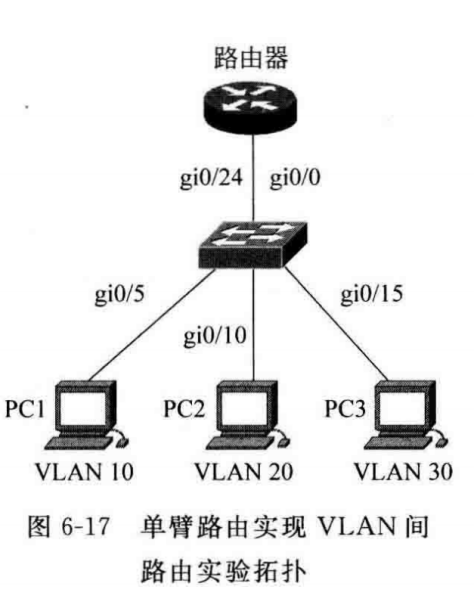 路由器
gi0/24 gi0/0
gi0/5
gi0/10
gi0/15
PC1
PC2
PC3
VLAN 10
VLAN 20
VLAN 30
图 6-17 单臂路由实现 VLAN 间
路由实验拓扑